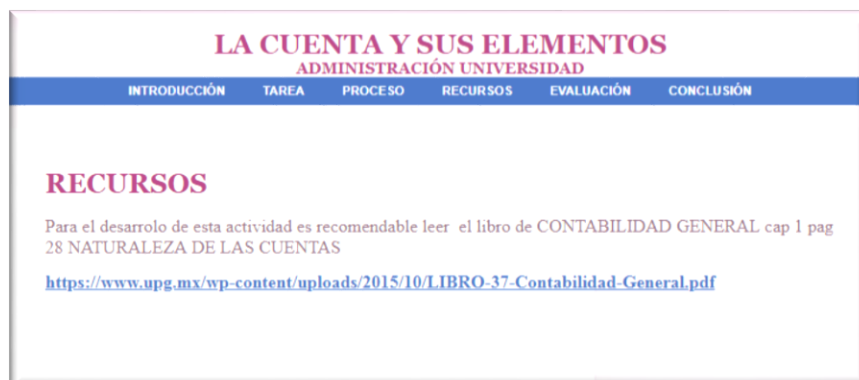 LA CUENTA Y SUS ELEMENTOS
ADMINISTRACIÓN UNIVERSIDAD
INTRODUCCIÓN TAREA PROCESO RECURSOS EVALUACIÓN CONCLUSIÓN
RECURSOS
Para el desarrolo de esta actividad es recomendable leer el libro de CONTABILIDAD GENERAL cap 1 pag
28 NATURALEZA DE LAS CUENTAS
https://www.upg.mx/wp-content/uploads/2015/10/LIBRO-37-Contabilidad-General.pdf